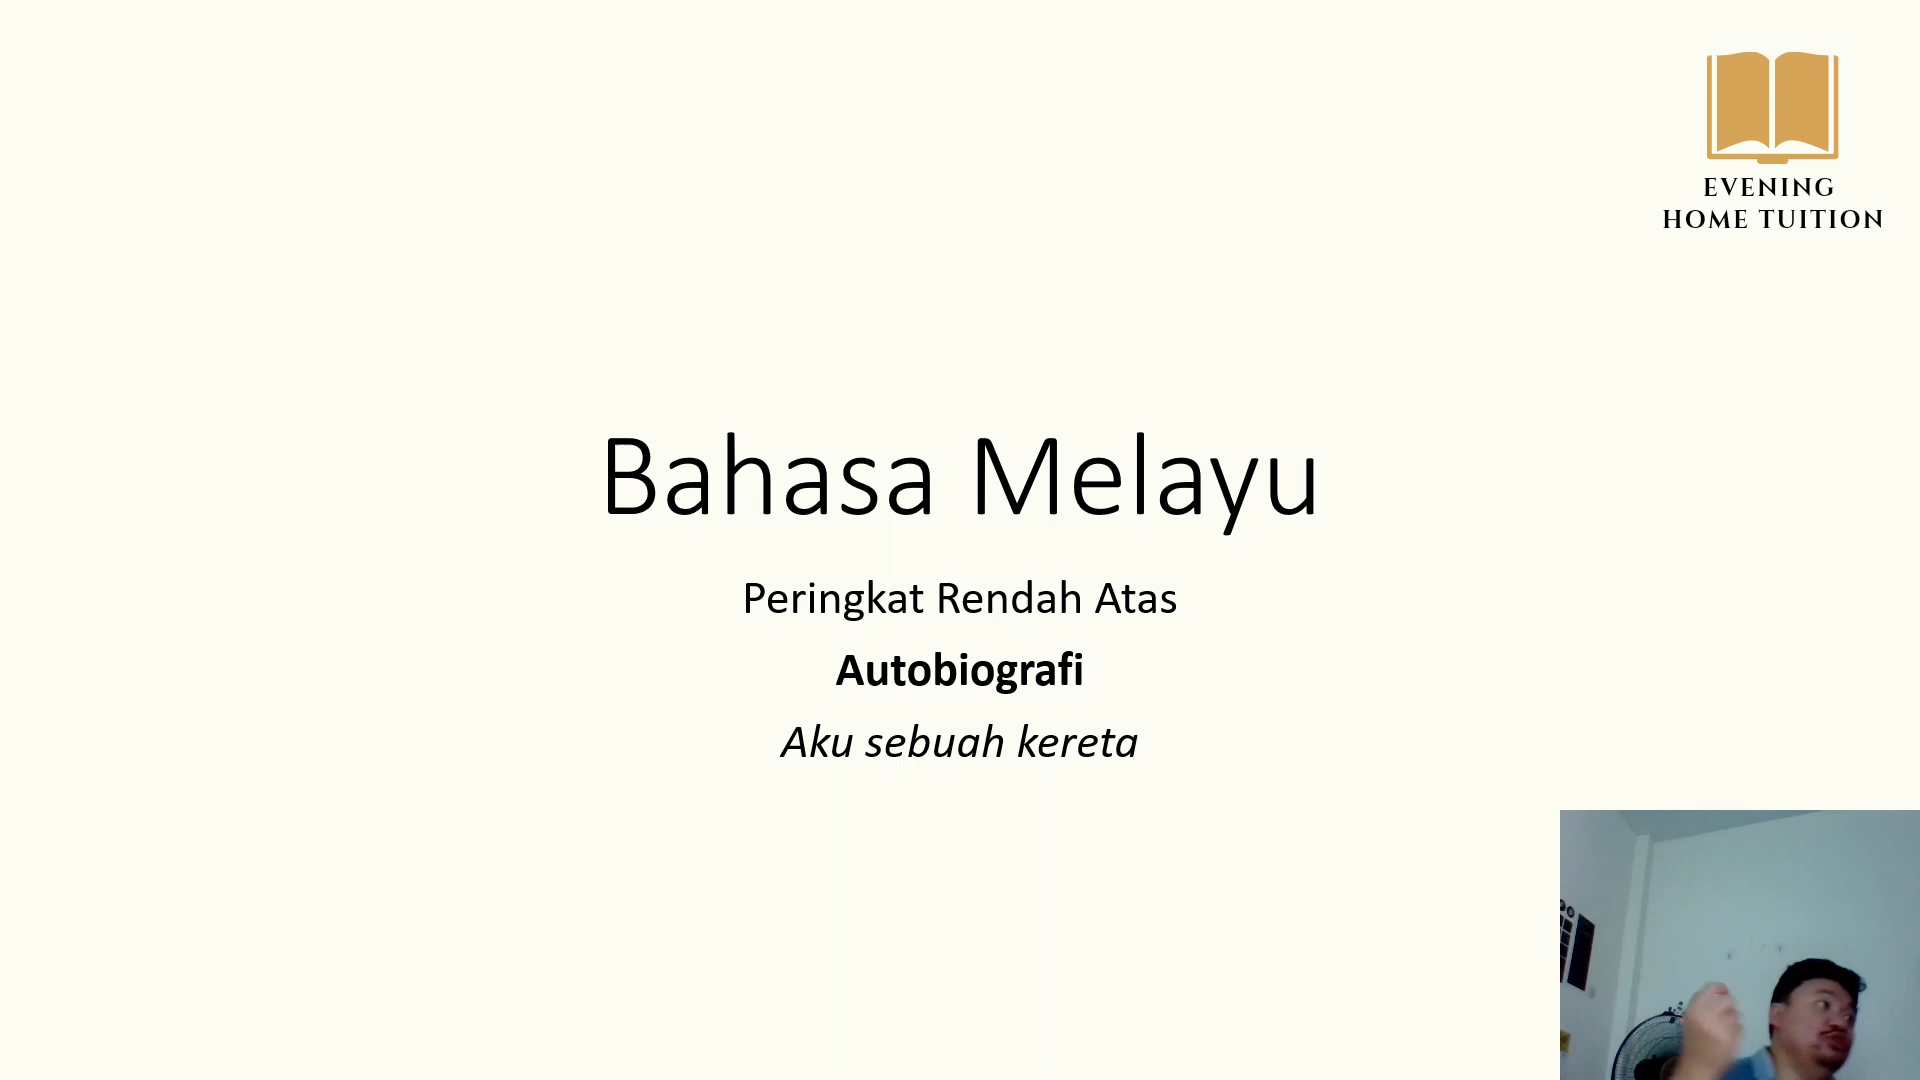 EVENING
HOME TUITION
Bahasa Melayu
Peringkat Rendah Atas
Autobiografi
Aku sebuah kereta